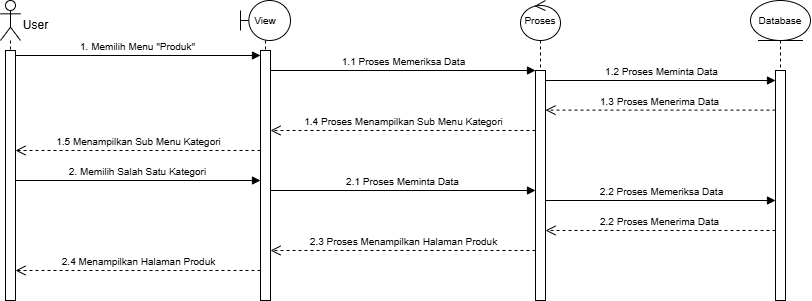 User
View
Proses
Database
1. Memilih Menu "Produk"
1.1 Proses Memeriksa Data
1.2 Proses Meminta Data
1.3 Proses Menerima Data
1.4 Proses Menampilkan Sub Menu Kategori
1.5 Menampilkan Sub Menu Kategori
2. Memilih Salah Satu Kategori
2.1 Proses Meminta Data
2.2 Proses Memeriksa Data
2.2 Proses Menerima Data
2.3 Proses Menampilkan Halaman Produk
2.4 Menampilkan Halaman Produk